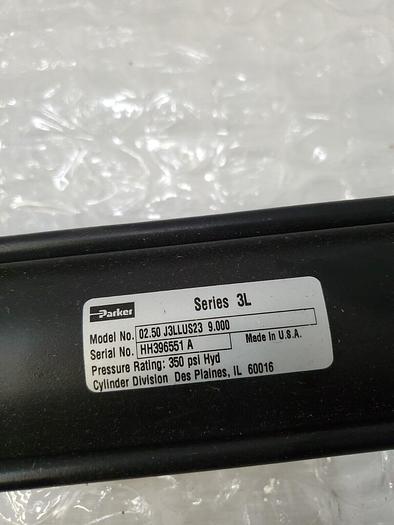 Parker
Series 3L
Model No. 02.50 J3LLUS23 9.000
Serial No. HH396551 A Made in U.S.A.
Pressure Rating: 350 psi Hyd
Cylinder Division Des Plaines, IL 60016